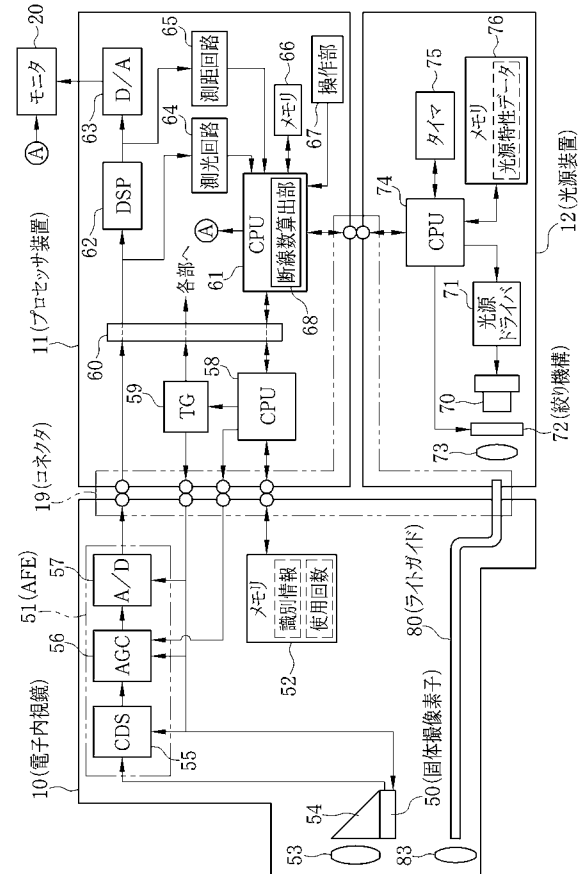 11(プロセッサ装置)
62
DSP
63
D/A
20
モニタ
Ⓐ
64
測光回路
65
測距回路
66
メモリ
67
操作部
Ⓐ
61
CPU
断線数算出部
68
60
各部へ
59
TG
58
CPU
19(コネクタ)
12(光源装置)
74
CPU
75
タイマ
76
メモリ
光源特性データ
71
光源
ドライバ
70
72(絞り機構)
73
10(電子内視鏡)
51(AFE)
55
CDS
56
AGC
57
A/D
52
メモリ
識別情報
使用回数
53
54
50(固体撮像素子)
80(ライトガイド)
83